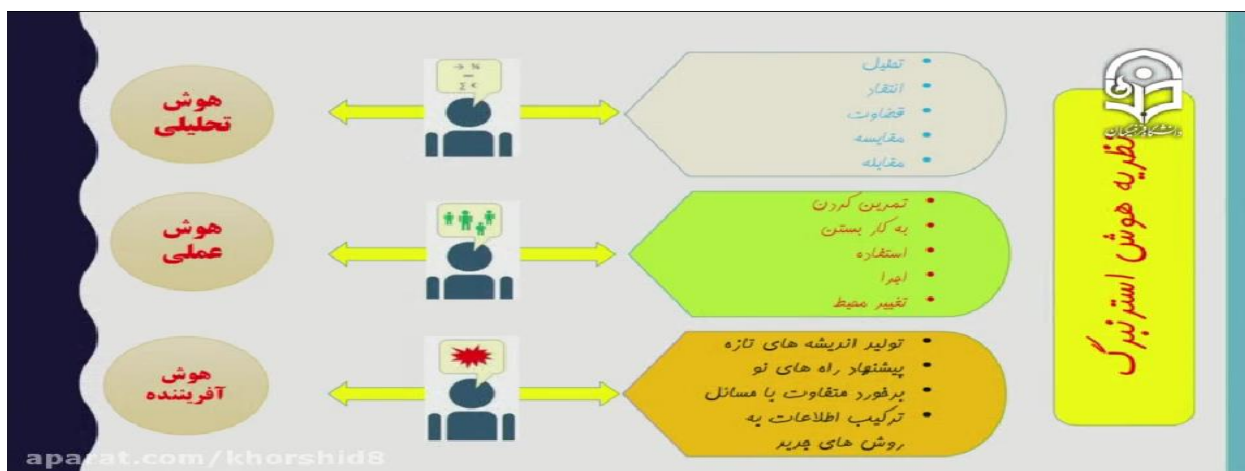 دانشگاه فرهنگیان
نظریه هوش استرنبرگ
تحلیل
انتقاد
قضاوت
مقایسه
مقابله
→ ¾
—
Σ <
هوش
تحلیلی
تمرین کردن
به کار بستن
استفاده
اجرا
تغییر محیط
هوش
عملی
تولید اندیشه های تازه
پیشنهاد راه های نو
برخورد متفاوت با مسائل
ترکیب اطلاعات به
روش های جدید
هوش
آفریننده
aparat.com/khorshid8